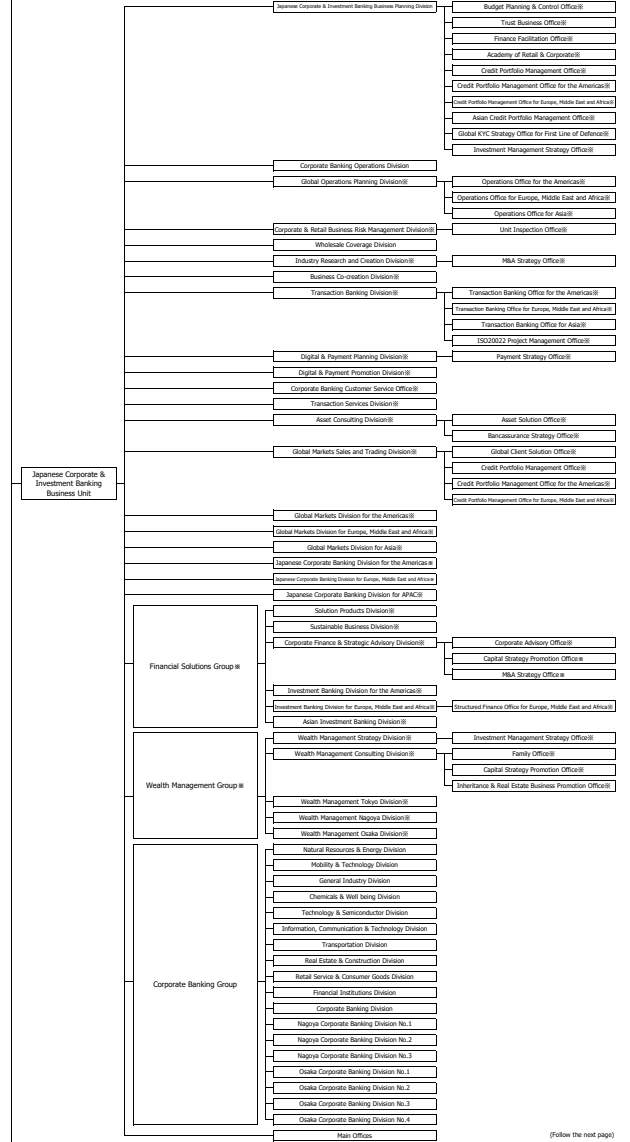 Japanese Corporate & Investment Banking Business Planning Division
Budget Planning & Control Office※
Trust Business Office※
Finance Facilitation Office※
Academy of Retail & Corporate※
Credit Portfolio Management Office※
Credit Portfolio Management Office for the Americas※
Credit Portfolio Management Office for Europe, Middle East and Africa※
Asian Credit Portfolio Management Office※
Global KYC Strategy Office for First Line of Defence※
Investment Management Strategy Office※
Corporate Banking Operations Division
Global Operations Planning Division※
Operations Office for the Americas※
Operations Office for Europe, Middle East and Africa※
Operations Office for Asia※
Corporate & Retail Business Risk Management Division※
Unit Inspection Office※
Wholesale Coverage Division
Industry Research and Creation Division※
M&A Strategy Office※
Business Co-creation Division※
Transaction Banking Division※
Transaction Banking Office for the Americas※
Transaction Banking Office for Europe, Middle East and Africa※
Transaction Banking Office for Asia※
ISO20022 Project Management Office※
Digital & Payment Planning Division※
Payment Strategy Office※
Digital & Payment Promotion Division※
Corporate Banking Customer Service Office※
Transaction Services Division※
Asset Consulting Division※
Asset Solution Office※
Bancassurance Strategy Office※
Global Markets Sales and Trading Division※
Global Client Solution Office※
Credit Portfolio Management Office※
Credit Portfolio Management Office for the Americas※
Credit Portfolio Management Office for Europe, Middle East and Africa※
Japanese Corporate &
Investment Banking
Business Unit
Global Markets Division for the Americas※
Global Markets Division for Europe, Middle East and Africa※
Global Markets Division for Asia※
Japanese Corporate Banking Division for the Americas※
Japanese Corporate Banking Division for Europe, Middle East and Africa※
Japanese Corporate Banking Division for APAC※
Financial Solutions Group※
Solution Products Division※
Sustainable Business Division※
Corporate Finance & Strategic Advisory Division※
Corporate Advisory Office※
Capital Strategy Promotion Office※
M&A Strategy Office※
Investment Banking Division for the Americas※
Investment Banking Division for Europe, Middle East and Africa※
Structured Finance Office for Europe, Middle East and Africa※
Asian Investment Banking Division※
Wealth Management Group※
Wealth Management Strategy Division※
Investment Management Strategy Office※
Wealth Management Consulting Division※
Family Office※
Capital Strategy Promotion Office※
Inheritance & Real Estate Business Promotion Office※
Wealth Management Tokyo Division※
Wealth Management Nagoya Division※
Wealth Management Osaka Division※
Corporate Banking Group
Natural Resources & Energy Division
Mobility & Technology Division
General Industry Division
Chemicals & Well being Division
Technology & Semiconductor Division
Information, Communication & Technology Division
Transportation Division
Real Estate & Construction Division
Retail Service & Consumer Goods Division
Financial Institutions Division
Corporate Banking Division
Nagoya Corporate Banking Division No.1
Nagoya Corporate Banking Division No.2
Nagoya Corporate Banking Division No.3
Osaka Corporate Banking Division No.1
Osaka Corporate Banking Division No.2
Osaka Corporate Banking Division No.3
Osaka Corporate Banking Division No.4
Main Offices
(Follow the next page)